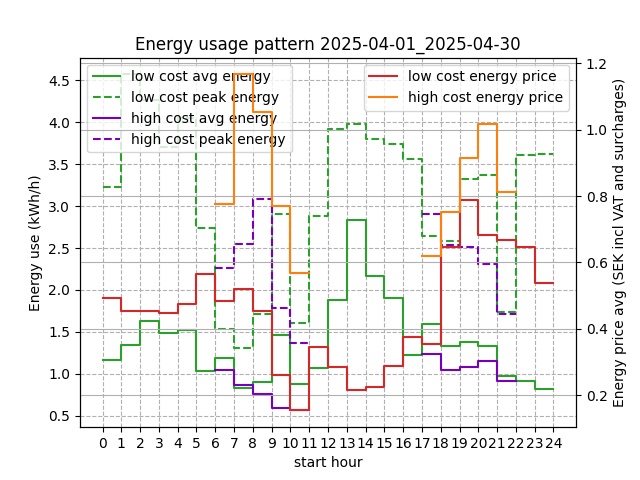 Energy usage pattern 2025-04-01_2025-04-30
low cost avg energy
low cost peak energy
high cost avg energy
high cost peak energy
low cost energy price
high cost energy price
Energy use (kWh/h)
4.5
4.0
3.5
3.0
2.5
2.0
1.5
1.0
0.5
1.2
1.0
0.8
0.6
0.4
0.2
Energy price avg (SEK incl VAT and surcharges)
0 1 2 3 4 5 6 7 8 9 10 11 12 13 14 15 16 17 18 19 20 21 22 23 24
start hour